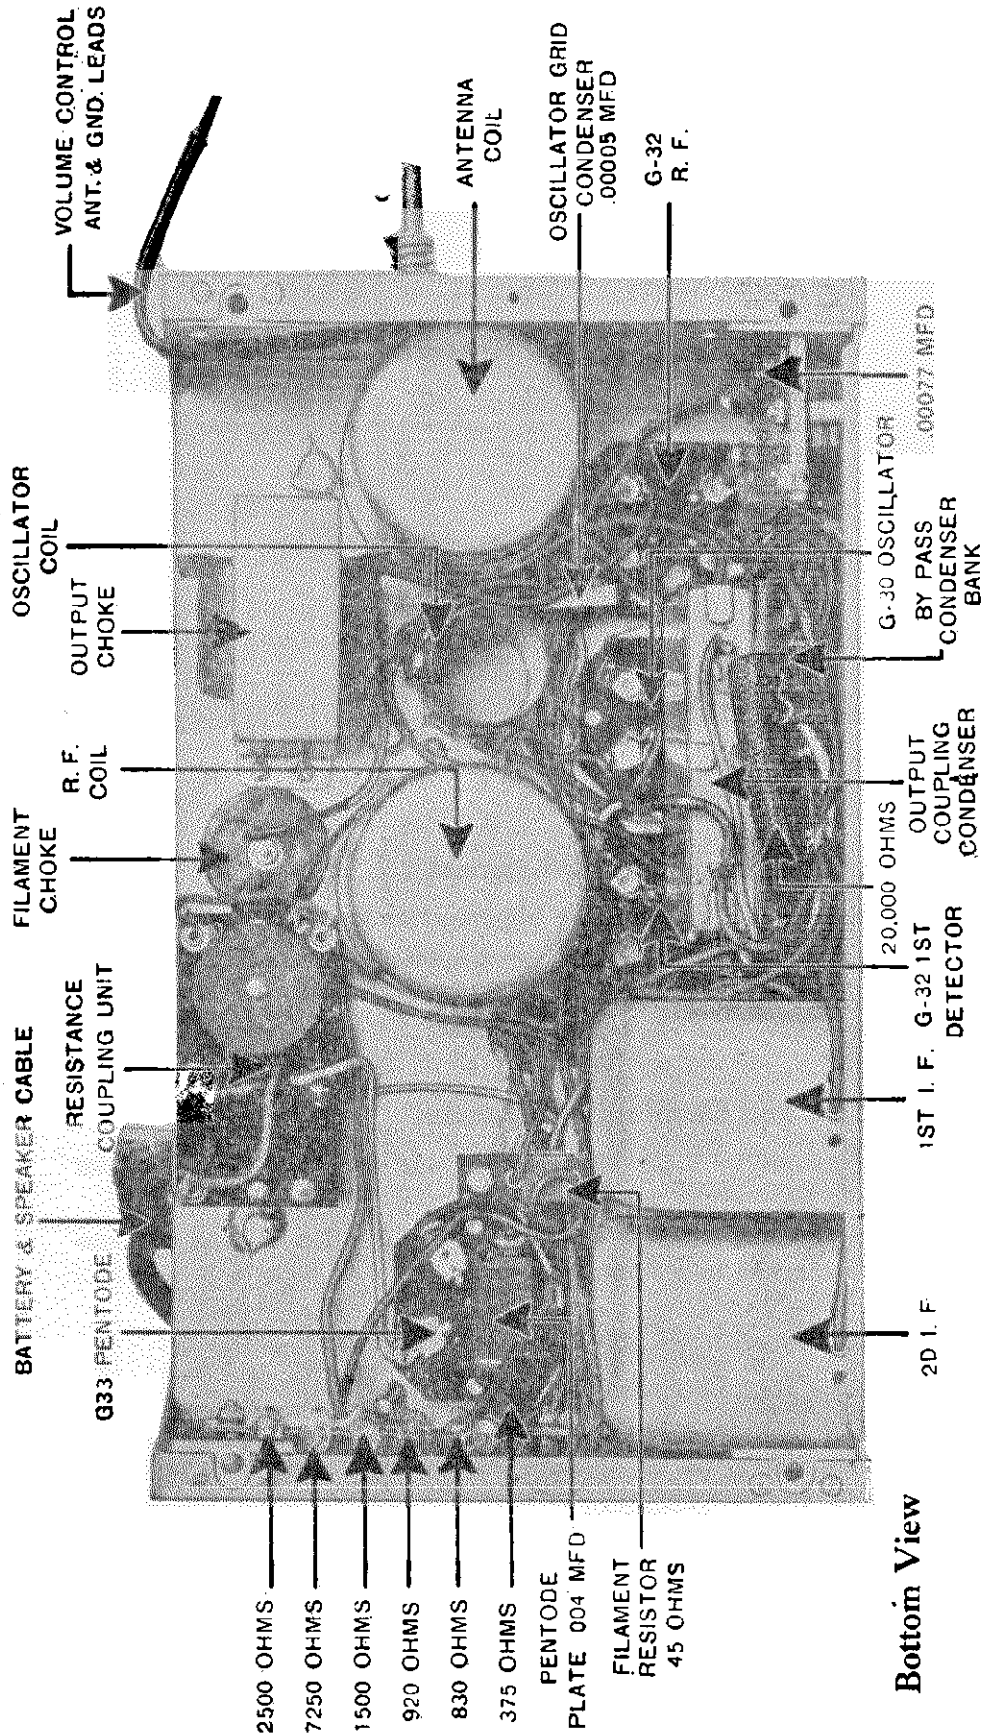 BATTERY & SPEAKER CABLE
G33 PENTODE
RESISTANCE
COUPLING UNIT
FILAMENT
CHOKE
R. F.
COIL
OUTPUT
CHOKE
OSCILLATOR
COIL
VOLUME CONTROL
ANT. & GND. LEADS
ANTENNA
COIL
OSCILLATOR GRID
CONDENSER
.00005 MFD
G-32
R. F.
.00077 MFD
G-30 OSCILLATOR
BY PASS
CONDENSER
BANK
OUTPUT
COUPLING
CONDENSER
20,000 OHMS
G-32 1ST
DETECTOR
1ST I. F.
2D I. F
2500 OHMS
7250 OHMS
1500 OHMS
920 OHMS
830 OHMS
375 OHMS
PENTODE
PLATE 004 MFD
FILAMENT
RESISTOR
45 OHMS
Bottom View